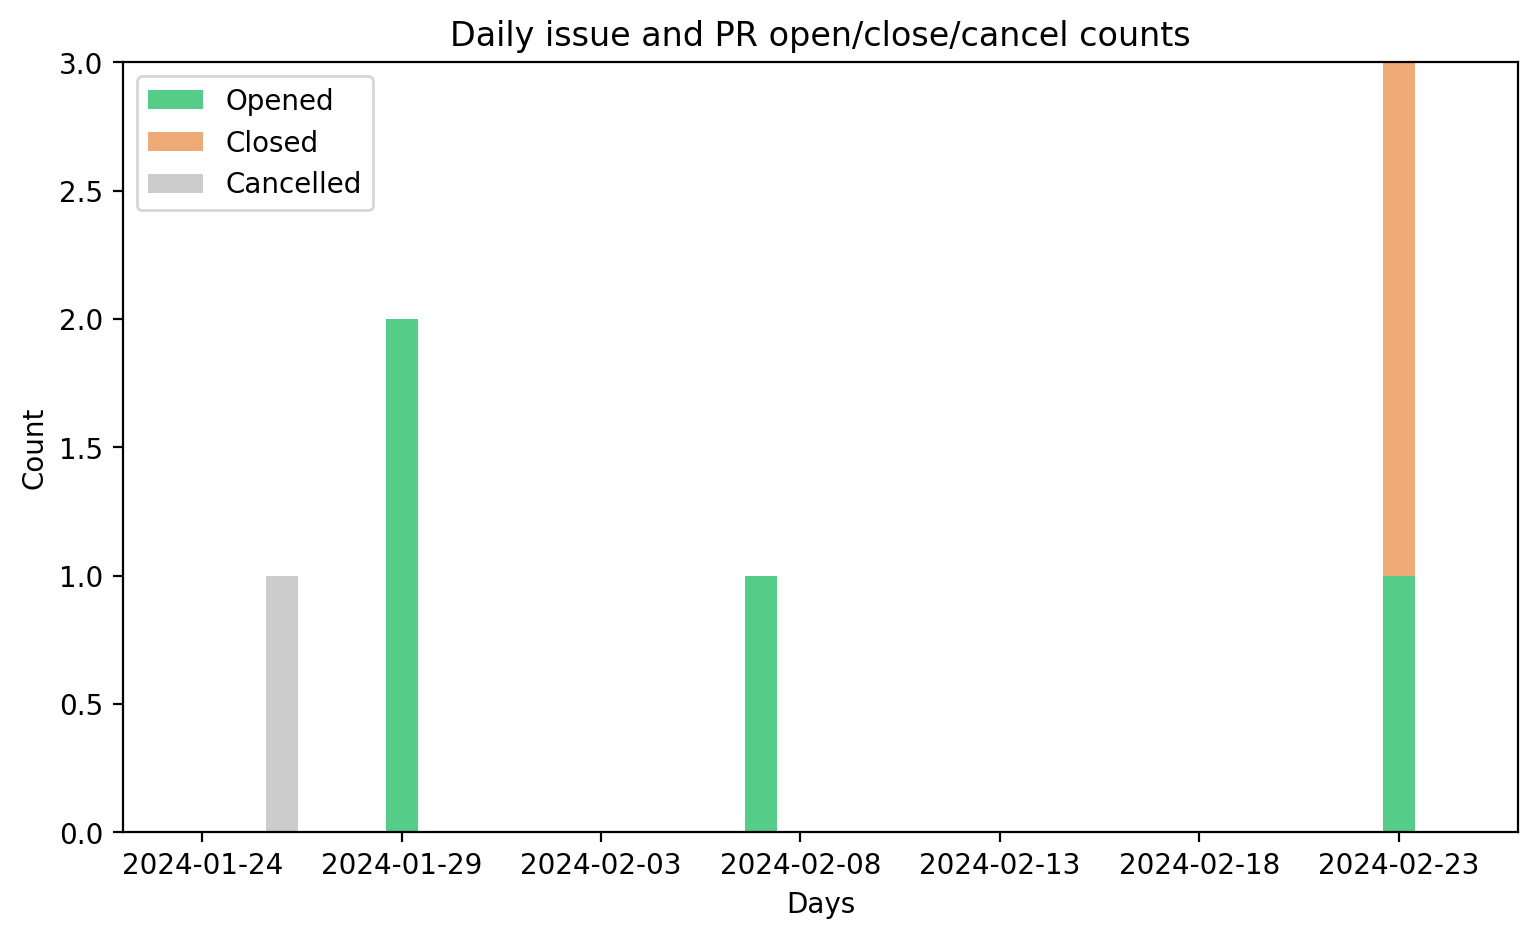 Daily issue and PR open/close/cancel counts
3.0
2.5
2.0
1.5
1.0
0.5
0.0
Count
Opened
Closed
Cancelled
2024-01-24 2024-01-29 2024-02-03 2024-02-08 2024-02-13 2024-02-18 2024-02-23
Days